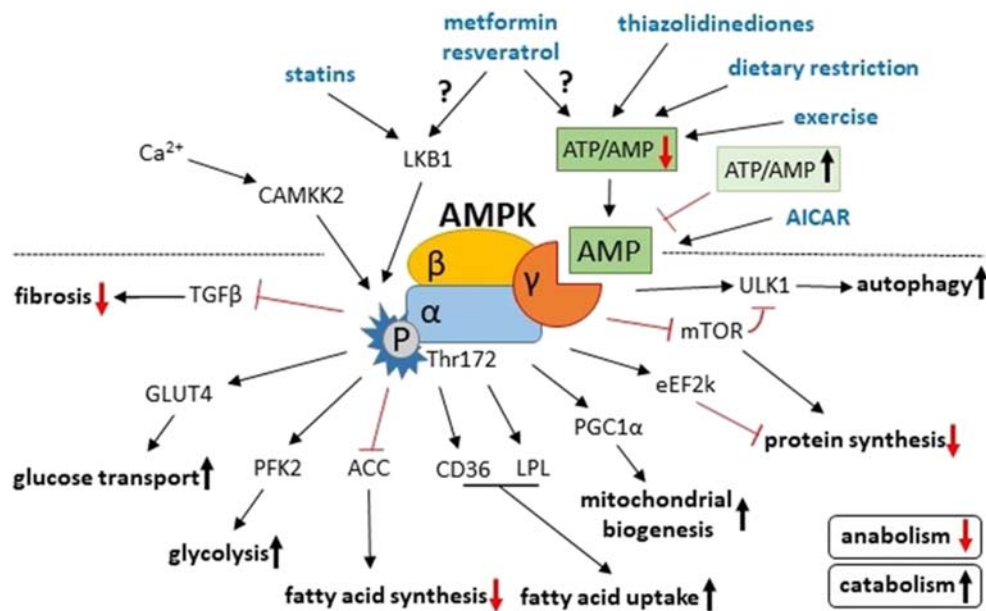 metformin
resveratrol
thiazolidinediones
statins
?
?
dietary restriction
exercise
Ca²⁺
LKB1
ATP/AMP
ATP/AMP
CAMKK2
AMPK
AICAR
AMP
β
γ
fibrosis
TGFβ
α
ULK1
autophagy
P
mTOR
Thr172
GLUT4
eEF2k
PGC1α
protein synthesis
glucose transport
PFK2
ACC
CD36
LPL
mitochondrial
biogenesis
glycolysis
anabolism
catabolism
fatty acid synthesis
fatty acid uptake